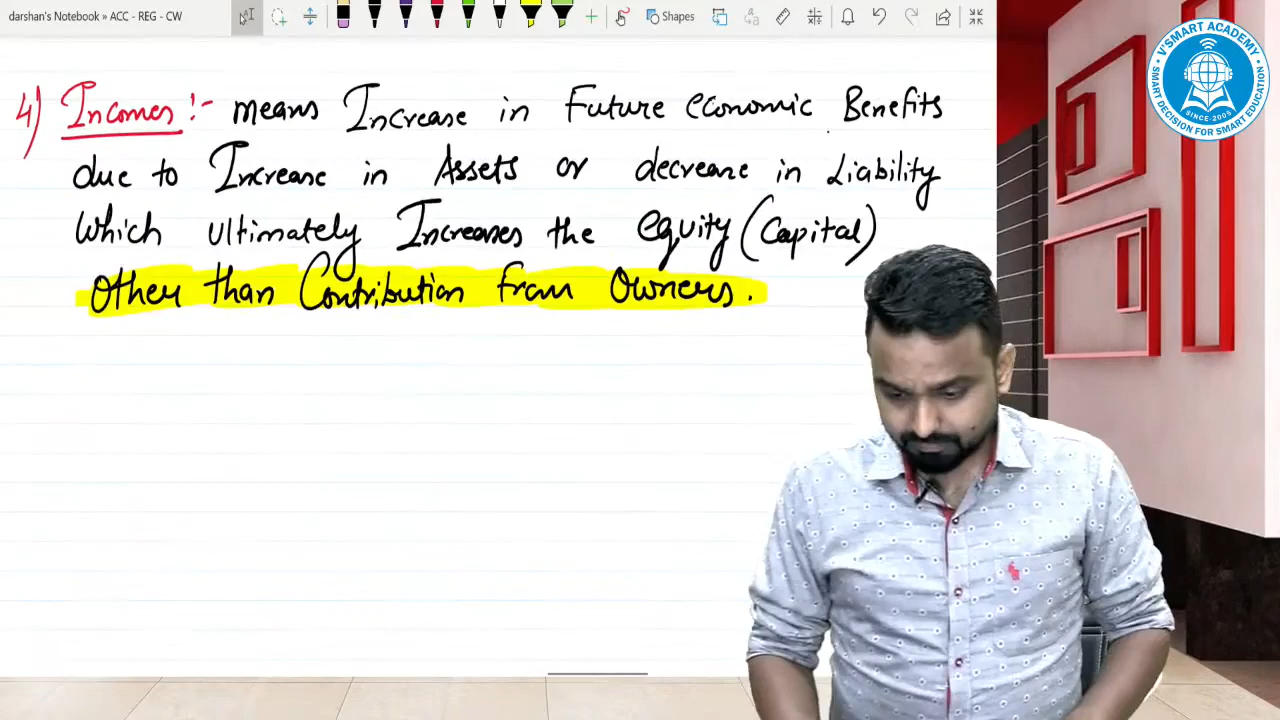 darshan's Notebook » ACC - REG - CW
Shapes
4) Incomes :- means Increase in Future economic Benefits
due to Increase in Assets or decrease in Liability
Which ultimately Increases the equity (Capital)
Other than Contribution from Owners.
V'SMART ACADEMY
SMART DECISION FOR SMART EDUCATION
SINCE-2005